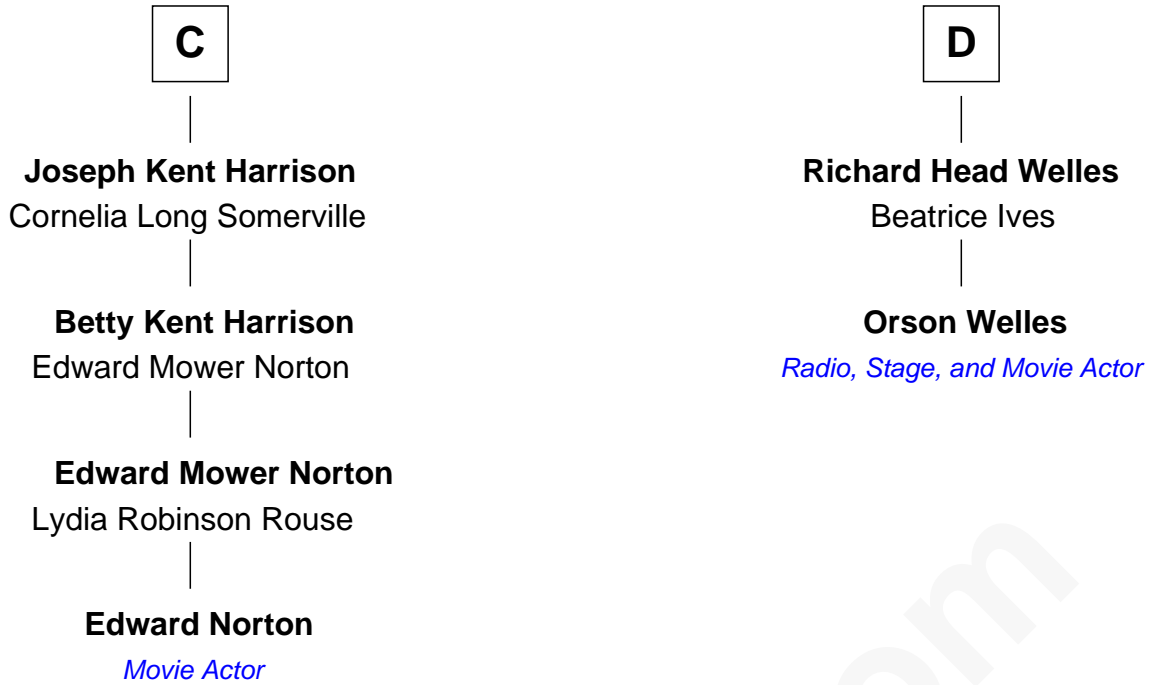 C
Joseph Kent Harrison
Cornelia Long Somerville
Betty Kent Harrison
Edward Mower Norton
Edward Mower Norton
Lydia Robinson Rouse
Edward Norton
Movie Actor
D
Richard Head Welles
Beatrice Ives
Orson Welles
Radio, Stage, and Movie Actor
om